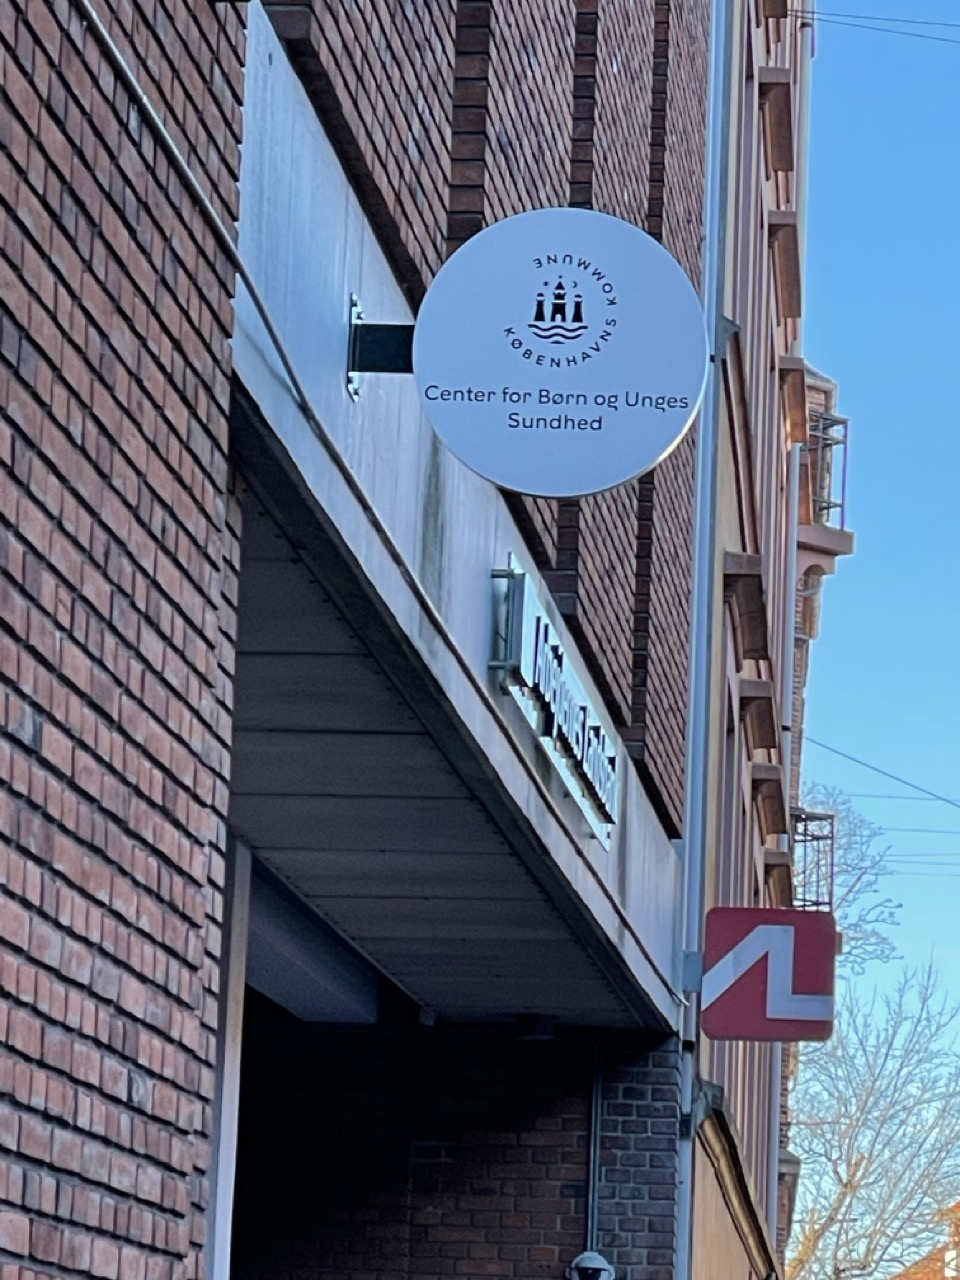 KØBENHAVNS KOMMUNE
Center for Børn og Unges
Sundhed